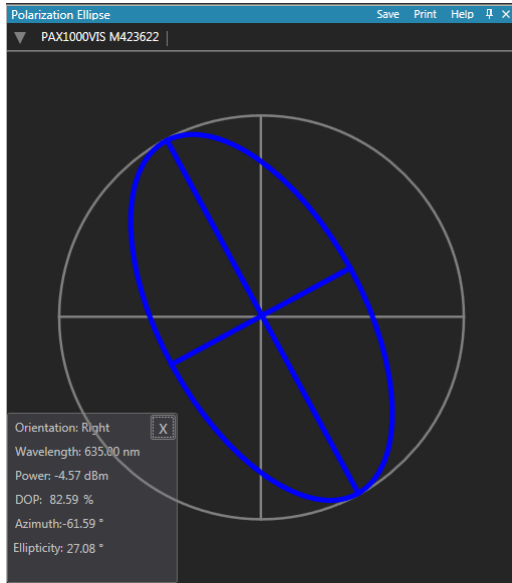 Polarization Ellipse Save Print Help
PAX1000VIS M423622
Orientation: Right X
Wavelength: 635.00 nm
Power: -4.57 dBm
DOP: 82.59 %
Azimuth:-61.59 °
Ellipticity: 27.08 °